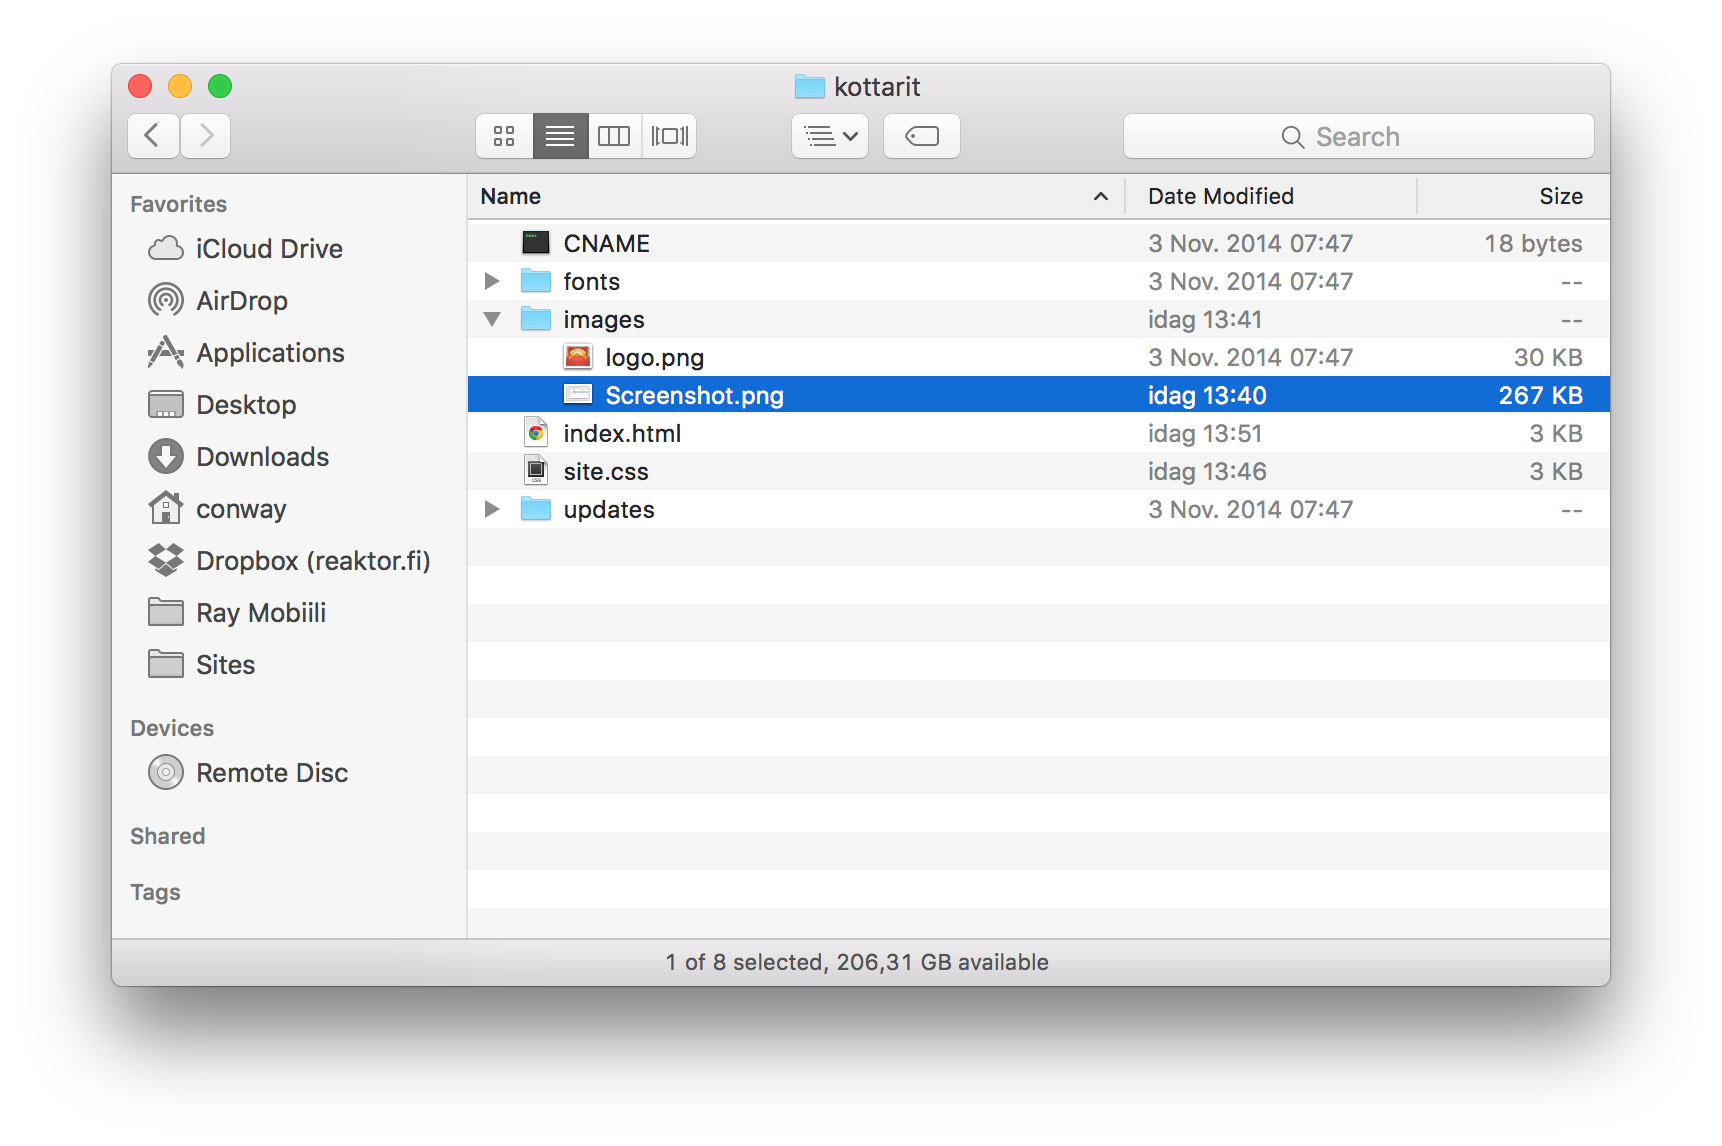 kottarit
Search
Favorites
iCloud Drive
AirDrop
Applications
Desktop
Downloads
conway
Dropbox (reaktor.fi)
Ray Mobiili
Sites
Devices
Remote Disc
Shared
Tags
Name Date Modified Size
CNAME 3 Nov. 2014 07:47 18 bytes
fonts 3 Nov. 2014 07:47 --
images idag 13:41 --
logo.png 3 Nov. 2014 07:47 30 KB
Screenshot.png idag 13:40 267 KB
index.html idag 13:51 3 KB
site.css idag 13:46 3 KB
updates 3 Nov. 2014 07:47 --
1 of 8 selected, 206,31 GB available